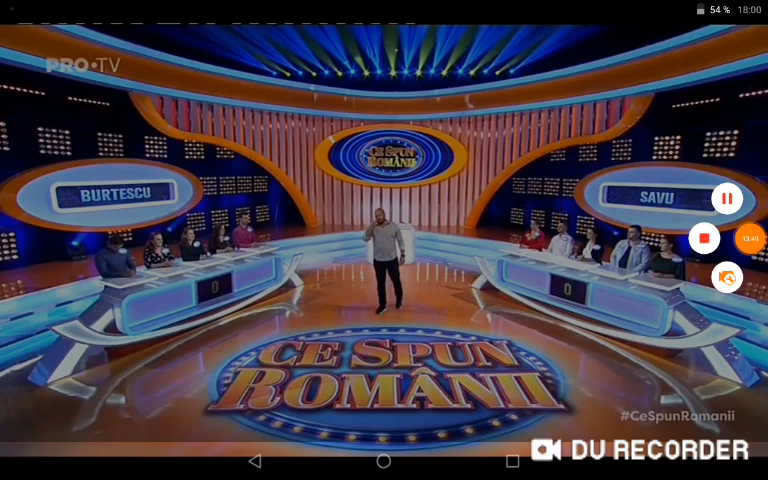 54 % 18:00
PRO•TV
CE SPUN
ROMÂNII
BURTESCU
SAVU
13:49
0
0
CE SPUN
ROMÂNII
#CeSpunRomanii
DU RECORDER